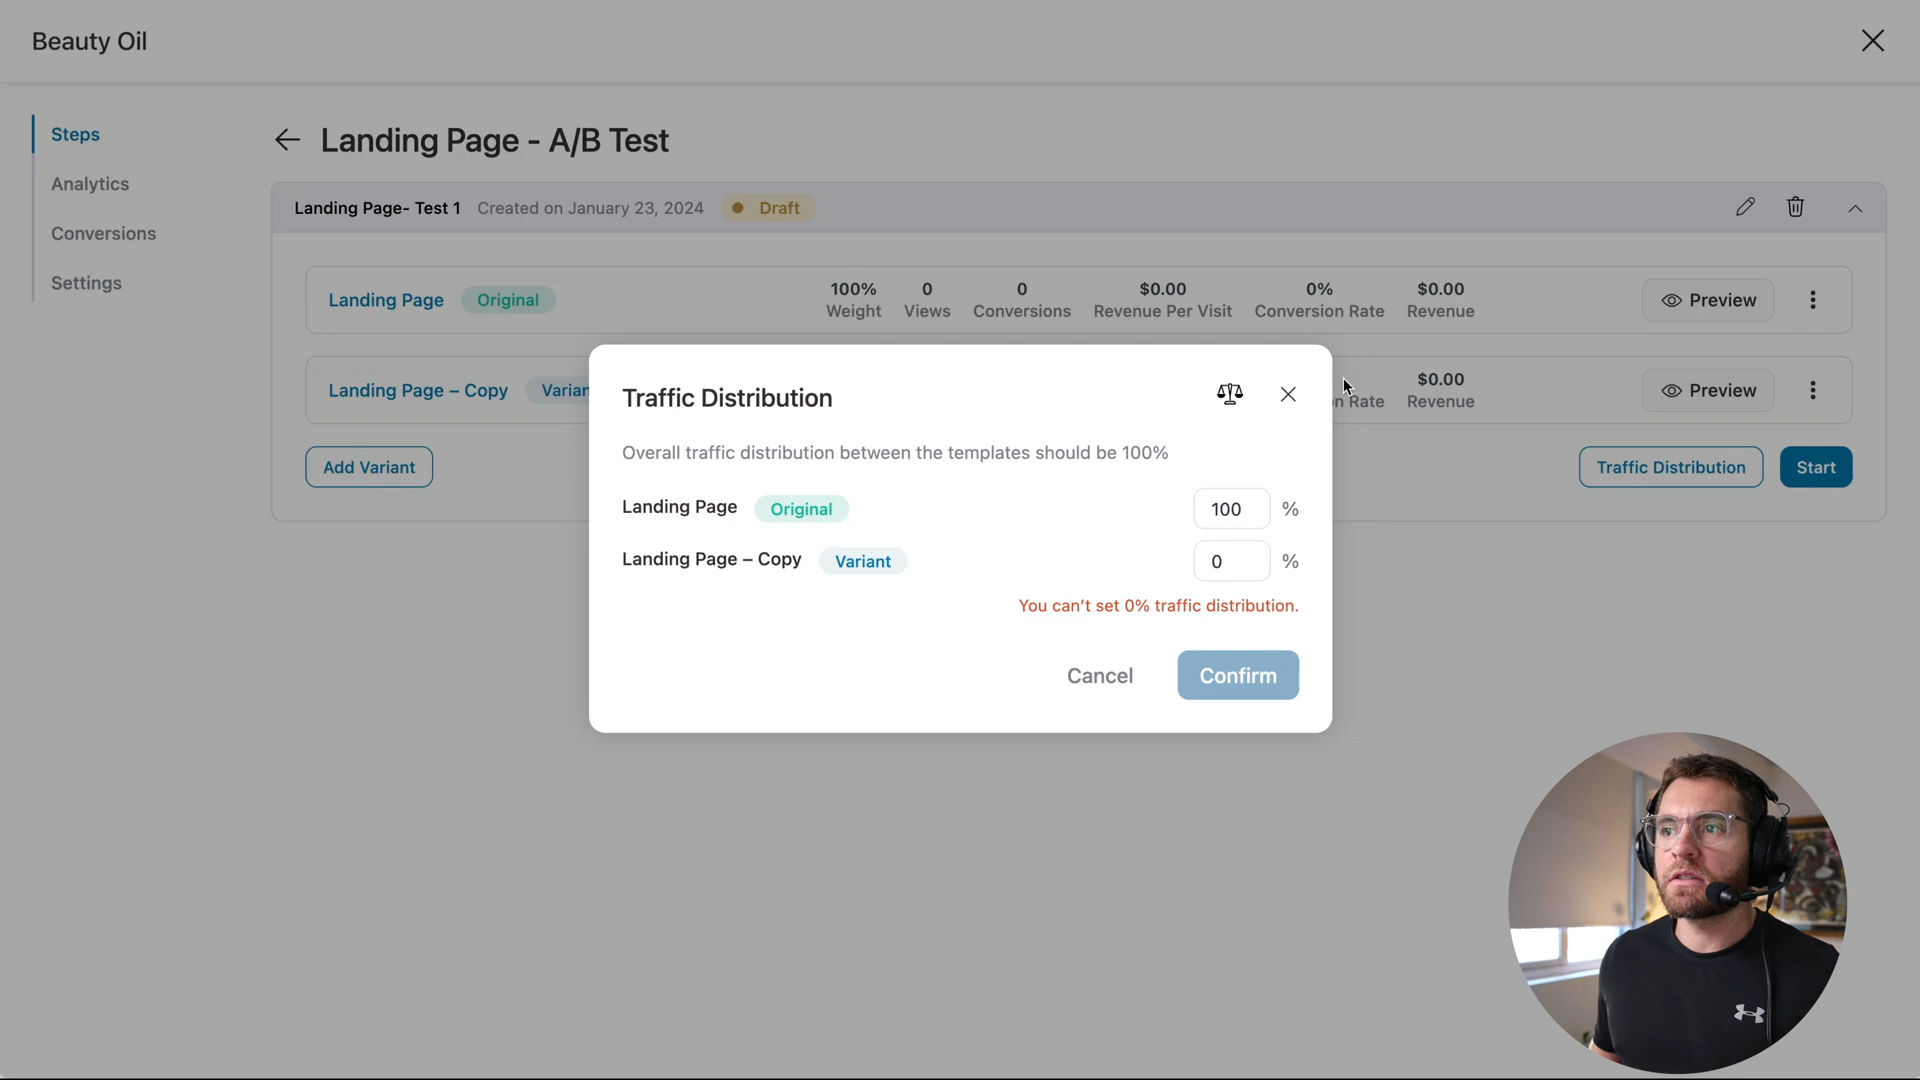 Beauty Oil
Steps
Analytics
Conversions
Settings
Landing Page - A/B Test
Landing Page- Test 1 Created on January 23, 2024 Draft
Landing Page Original
100% 0 0 $0.00 0% $0.00
Weight Views Conversions Revenue Per Visit Conversion Rate Revenue
Preview
Landing Page – Copy Varian
$0.00
n Rate Revenue
Preview
Add Variant
Traffic Distribution
Start
Traffic Distribution
Overall traffic distribution between the templates should be 100%
Landing Page Original 100 %
Landing Page – Copy Variant 0 %
You can't set 0% traffic distribution.
Cancel Confirm